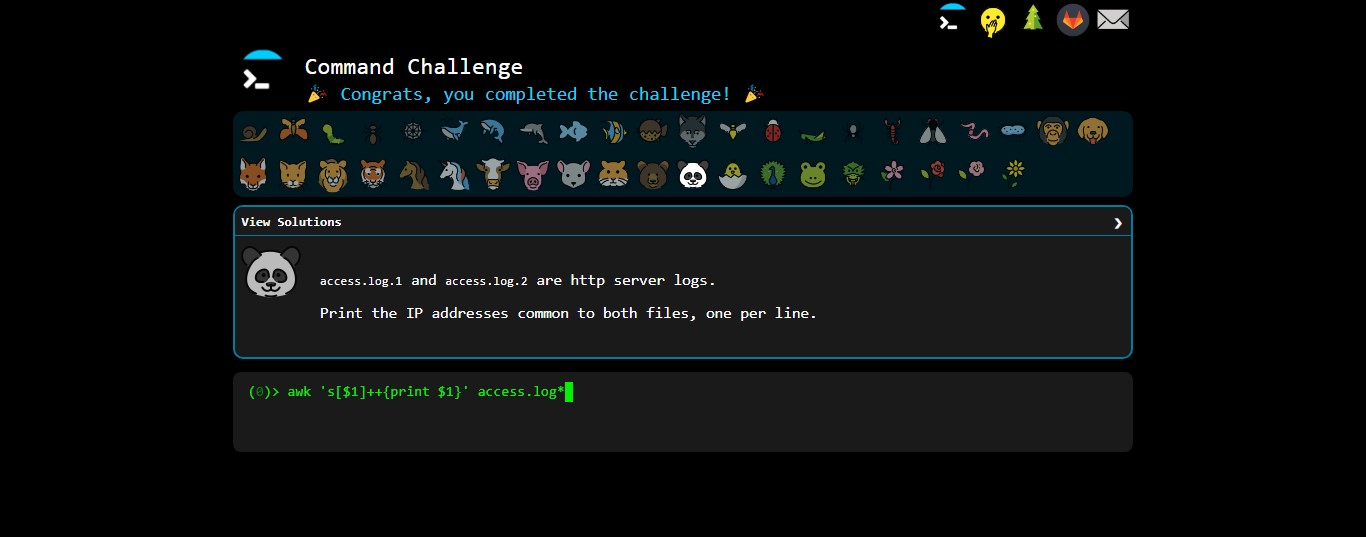 Command Challenge
🎉 Congrats, you completed the challenge! 🎉
View Solutions
access.log.1 and access.log.2 are http server logs.
Print the IP addresses common to both files, one per line.
(0)> awk 's[$1]++{print $1}' access.log*